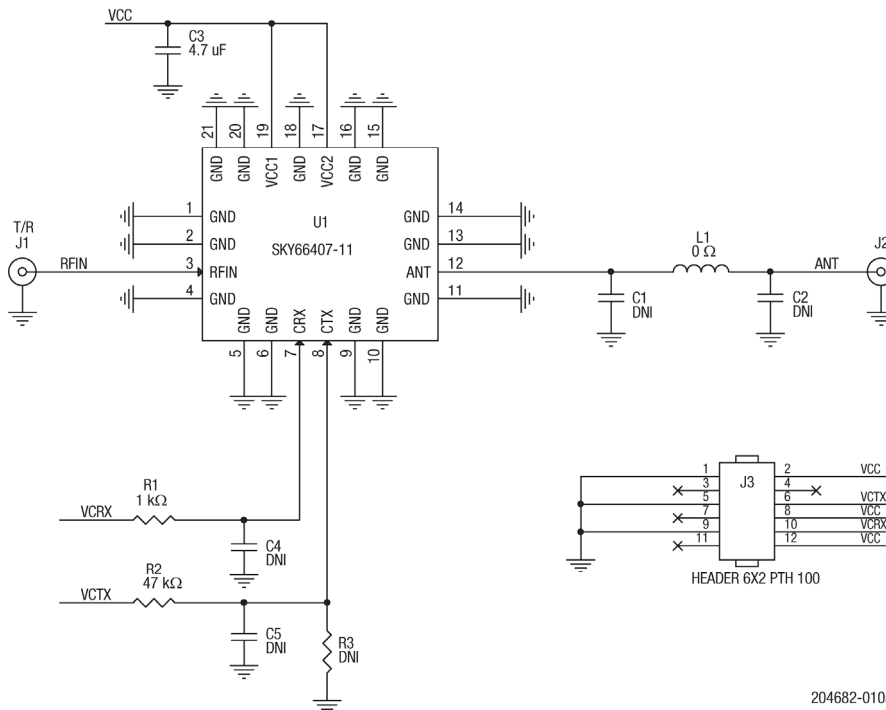 VCC
C3
4.7 uF
21
20
19
18
17
16
15
GND
GND
VCC1
GND
VCC2
GND
GND
1
GND
U1
GND
14
2
GND
SKY66407-11
GND
13
T/R
J1
RFIN
3
RFIN
ANT
12
L1
0 Ω
ANT
J2
4
GND
GND
11
C1
DNI
C2
DNI
GND
GND
CRX
CTX
GND
GND
5
6
7
8
9
10
R1
1 kΩ
VCRX
C4
DNI
R2
47 kΩ
VCTX
C5
DNI
R3
DNI
J3
1
2
VCC
3
4
5
6
VCTX
7
8
VCC
9
10
VCRX
11
12
VCC
HEADER 6X2 PTH 100
204682-010